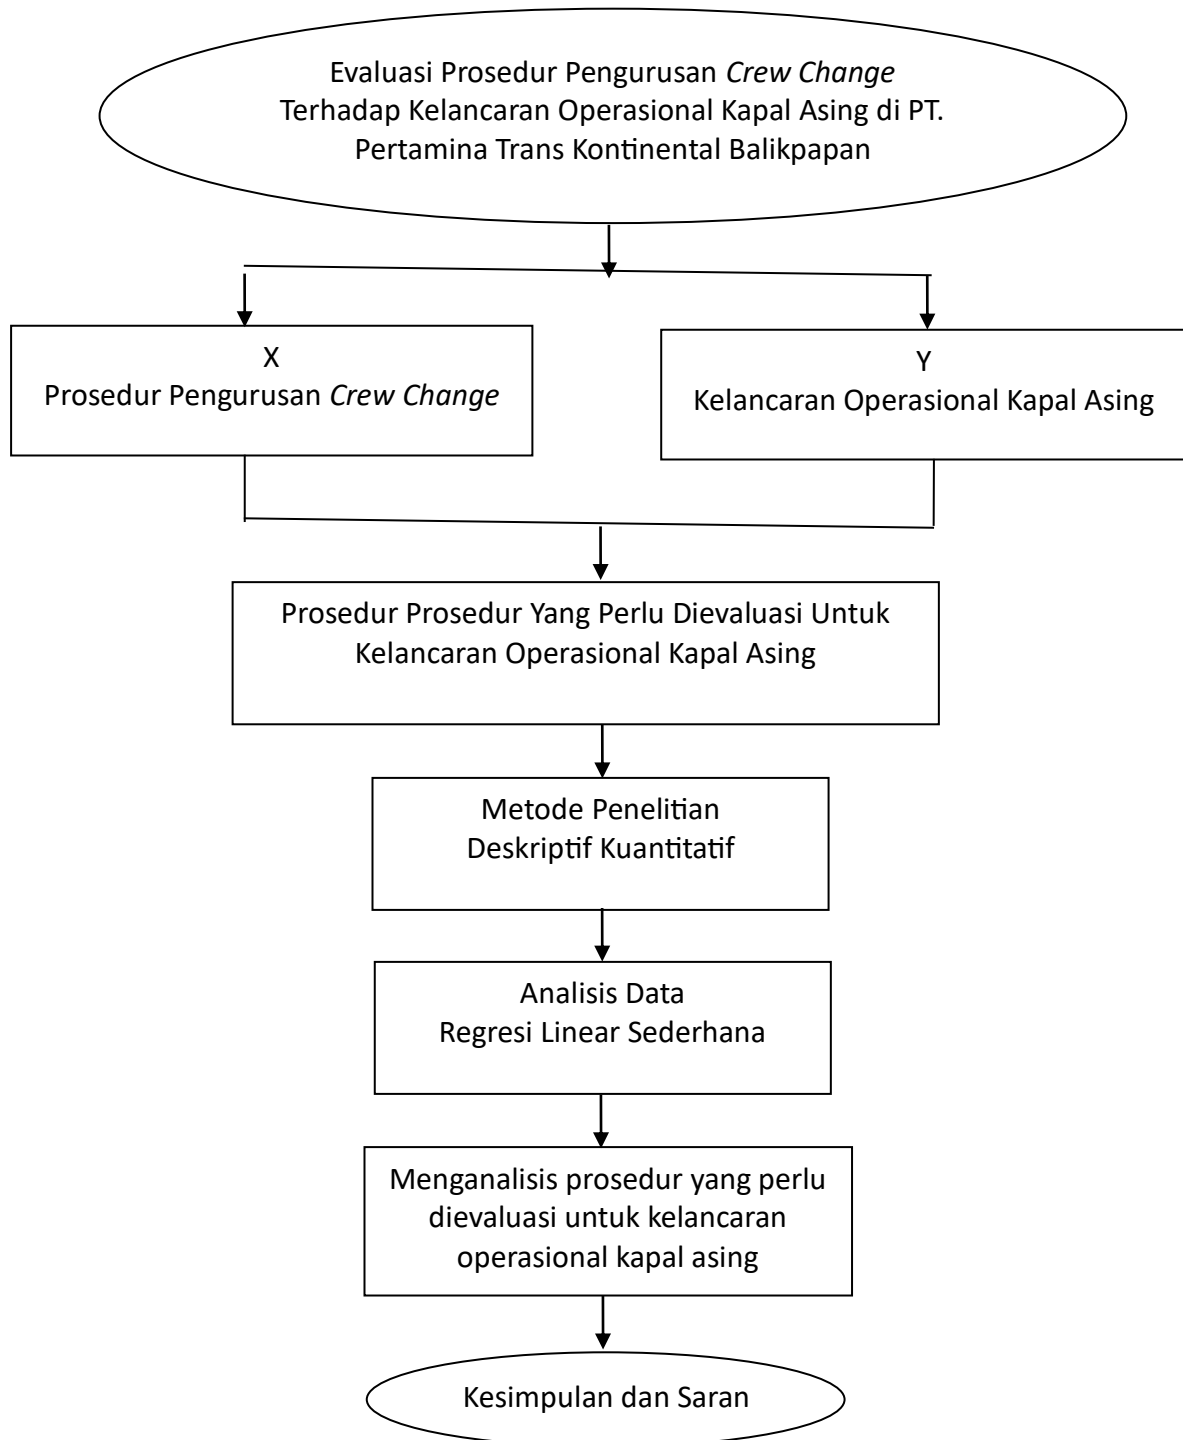 Evaluasi Prosedur Pengurusan Crew Change
Terhadap Kelancaran Operasional Kapal Asing di PT.
Pertamina Trans Kontinental Balikpapan
X
Prosedur Pengurusan Crew Change
Y
Kelancaran Operasional Kapal Asing
Prosedur Prosedur Yang Perlu Dievaluasi Untuk
Kelancaran Operasional Kapal Asing
Metode Penelitian
Deskriptif Kuantitatif
Analisis Data
Regresi Linear Sederhana
Menganalisis prosedur yang perlu
dievaluasi untuk kelancaran
operasional kapal asing
Kesimpulan dan Saran